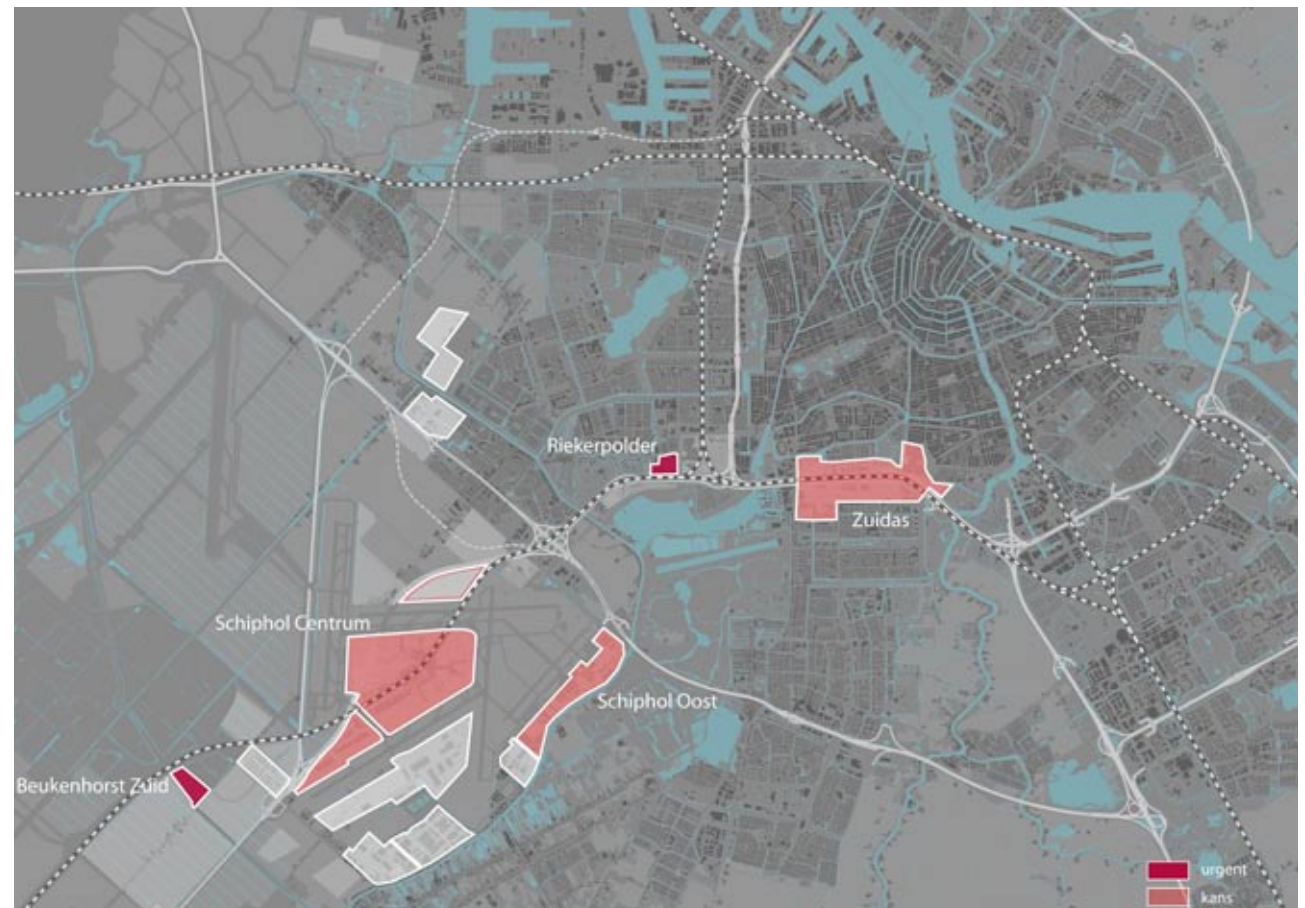 Riekerpolder
Zuidas
Schiphol Centrum
Schiphol Oost
Beukenhorst Zuid
urgent
kans